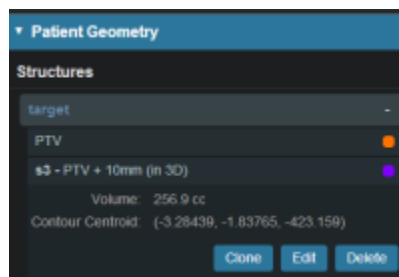 Patient Geometry
Structures
target -
PTV
s3 - PTV + 10mm (in 3D)
Volume: 256.9 cc
Contour Centroid: (-3.28439, -1.83765, -423.159)
Clone Edit Delete